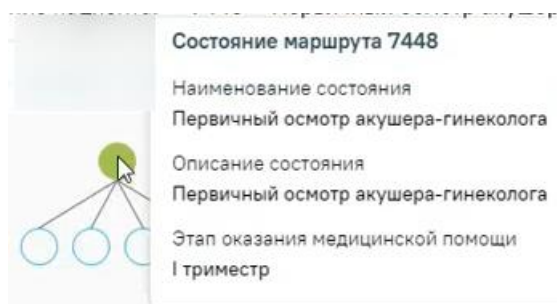 Состояние маршрута 7448
Наименование состояния
Первичный осмотр акушера-гинеколога
Описание состояния
Первичный осмотр акушера-гинеколога
Этап оказания медицинской помощи
I триместр